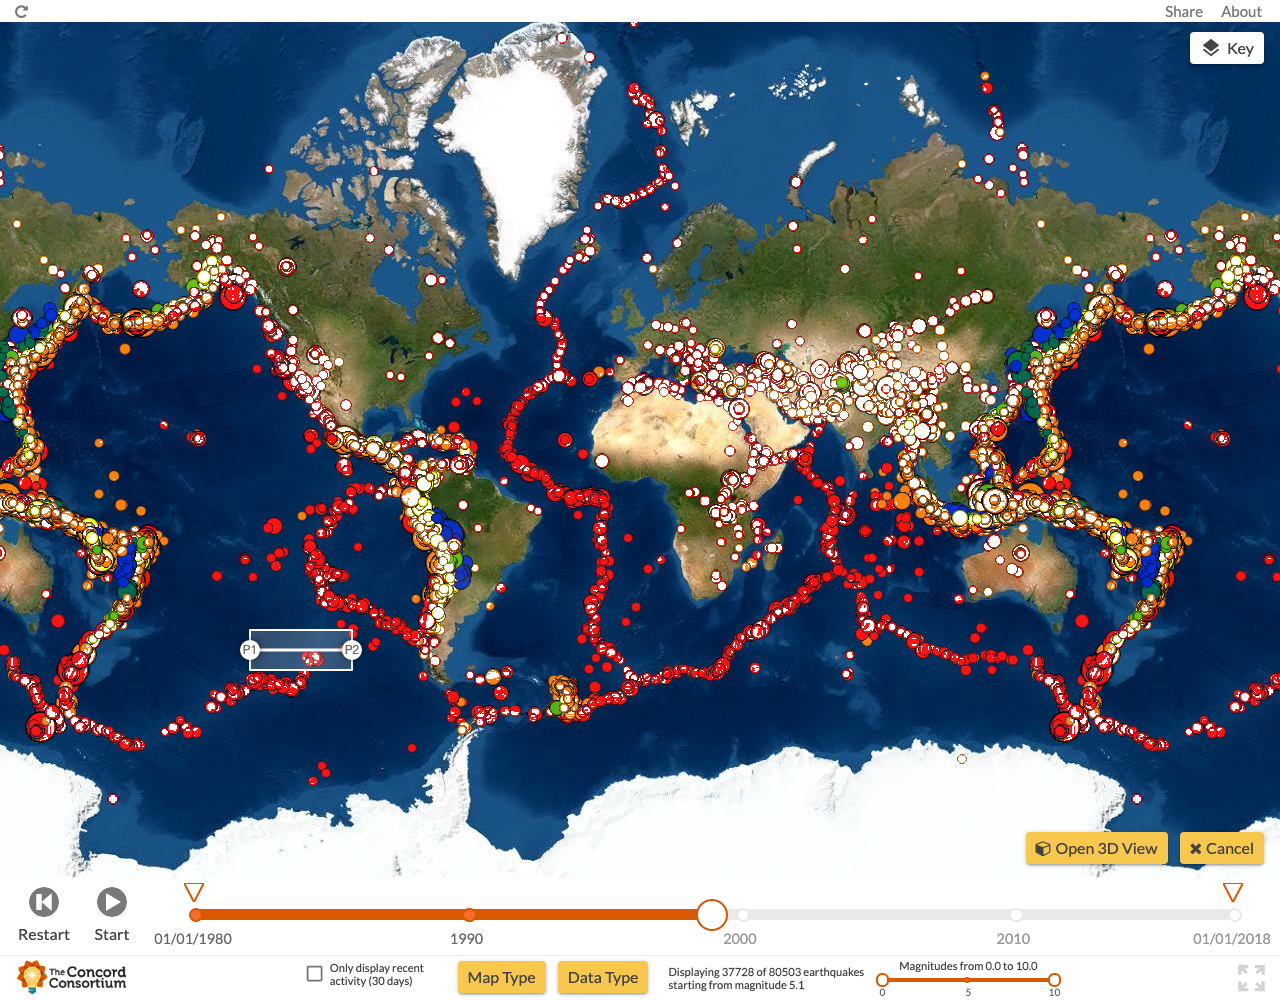 Share About
Key
P1 P2
Open 3D View
Cancel
Restart
Start
01/01/1980
1990
2000
2010
01/01/2018
The Concord
Consortium
Only display recent
activity (30 days)
Map Type
Data Type
Displaying 37728 of 80503 earthquakes
starting from magnitude 5.1
Magnitudes from 0.0 to 10.0
0 5 10